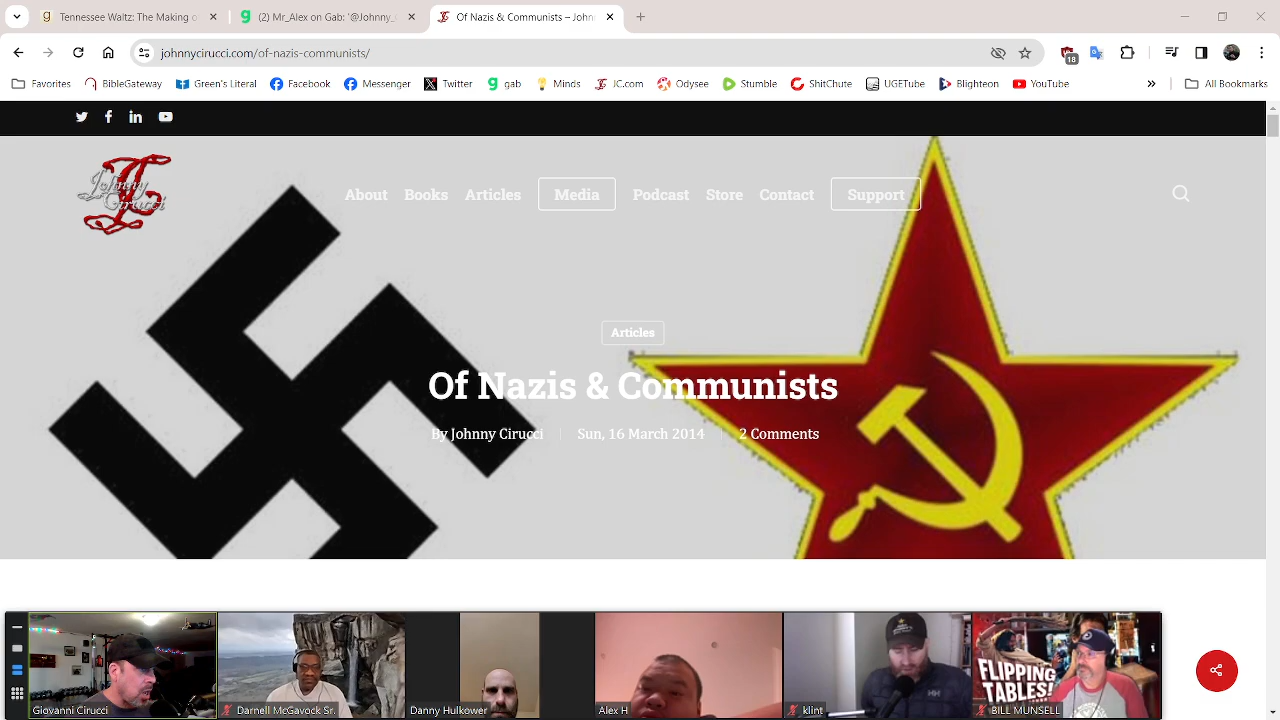 Tennessee Waltz: The Making o
(2) Mr_Alex on Gab: '@Johnny_
Of Nazis & Communists – John
johnnycirucci.com/of-nazis-communists/
18
Favorites
BibleGateway
Green's Literal
Facebook
Messenger
Twitter
gab
Minds
JC.com
Odysee
Stumble
ShitChute
UGETube
Blighteon
YouTube
All Bookmarks
Johnny
Cirucci
About
Books
Articles
Media
Podcast
Store
Contact
Support
Articles
Of Nazis & Communists
By Johnny Cirucci
Sun, 16 March 2014
2 Comments
FLIPPING
TABLES!
Giovanni Cirucci
Darnell McGavock
Danny Hulkower
Alex H
klint
BILL MUNSELL